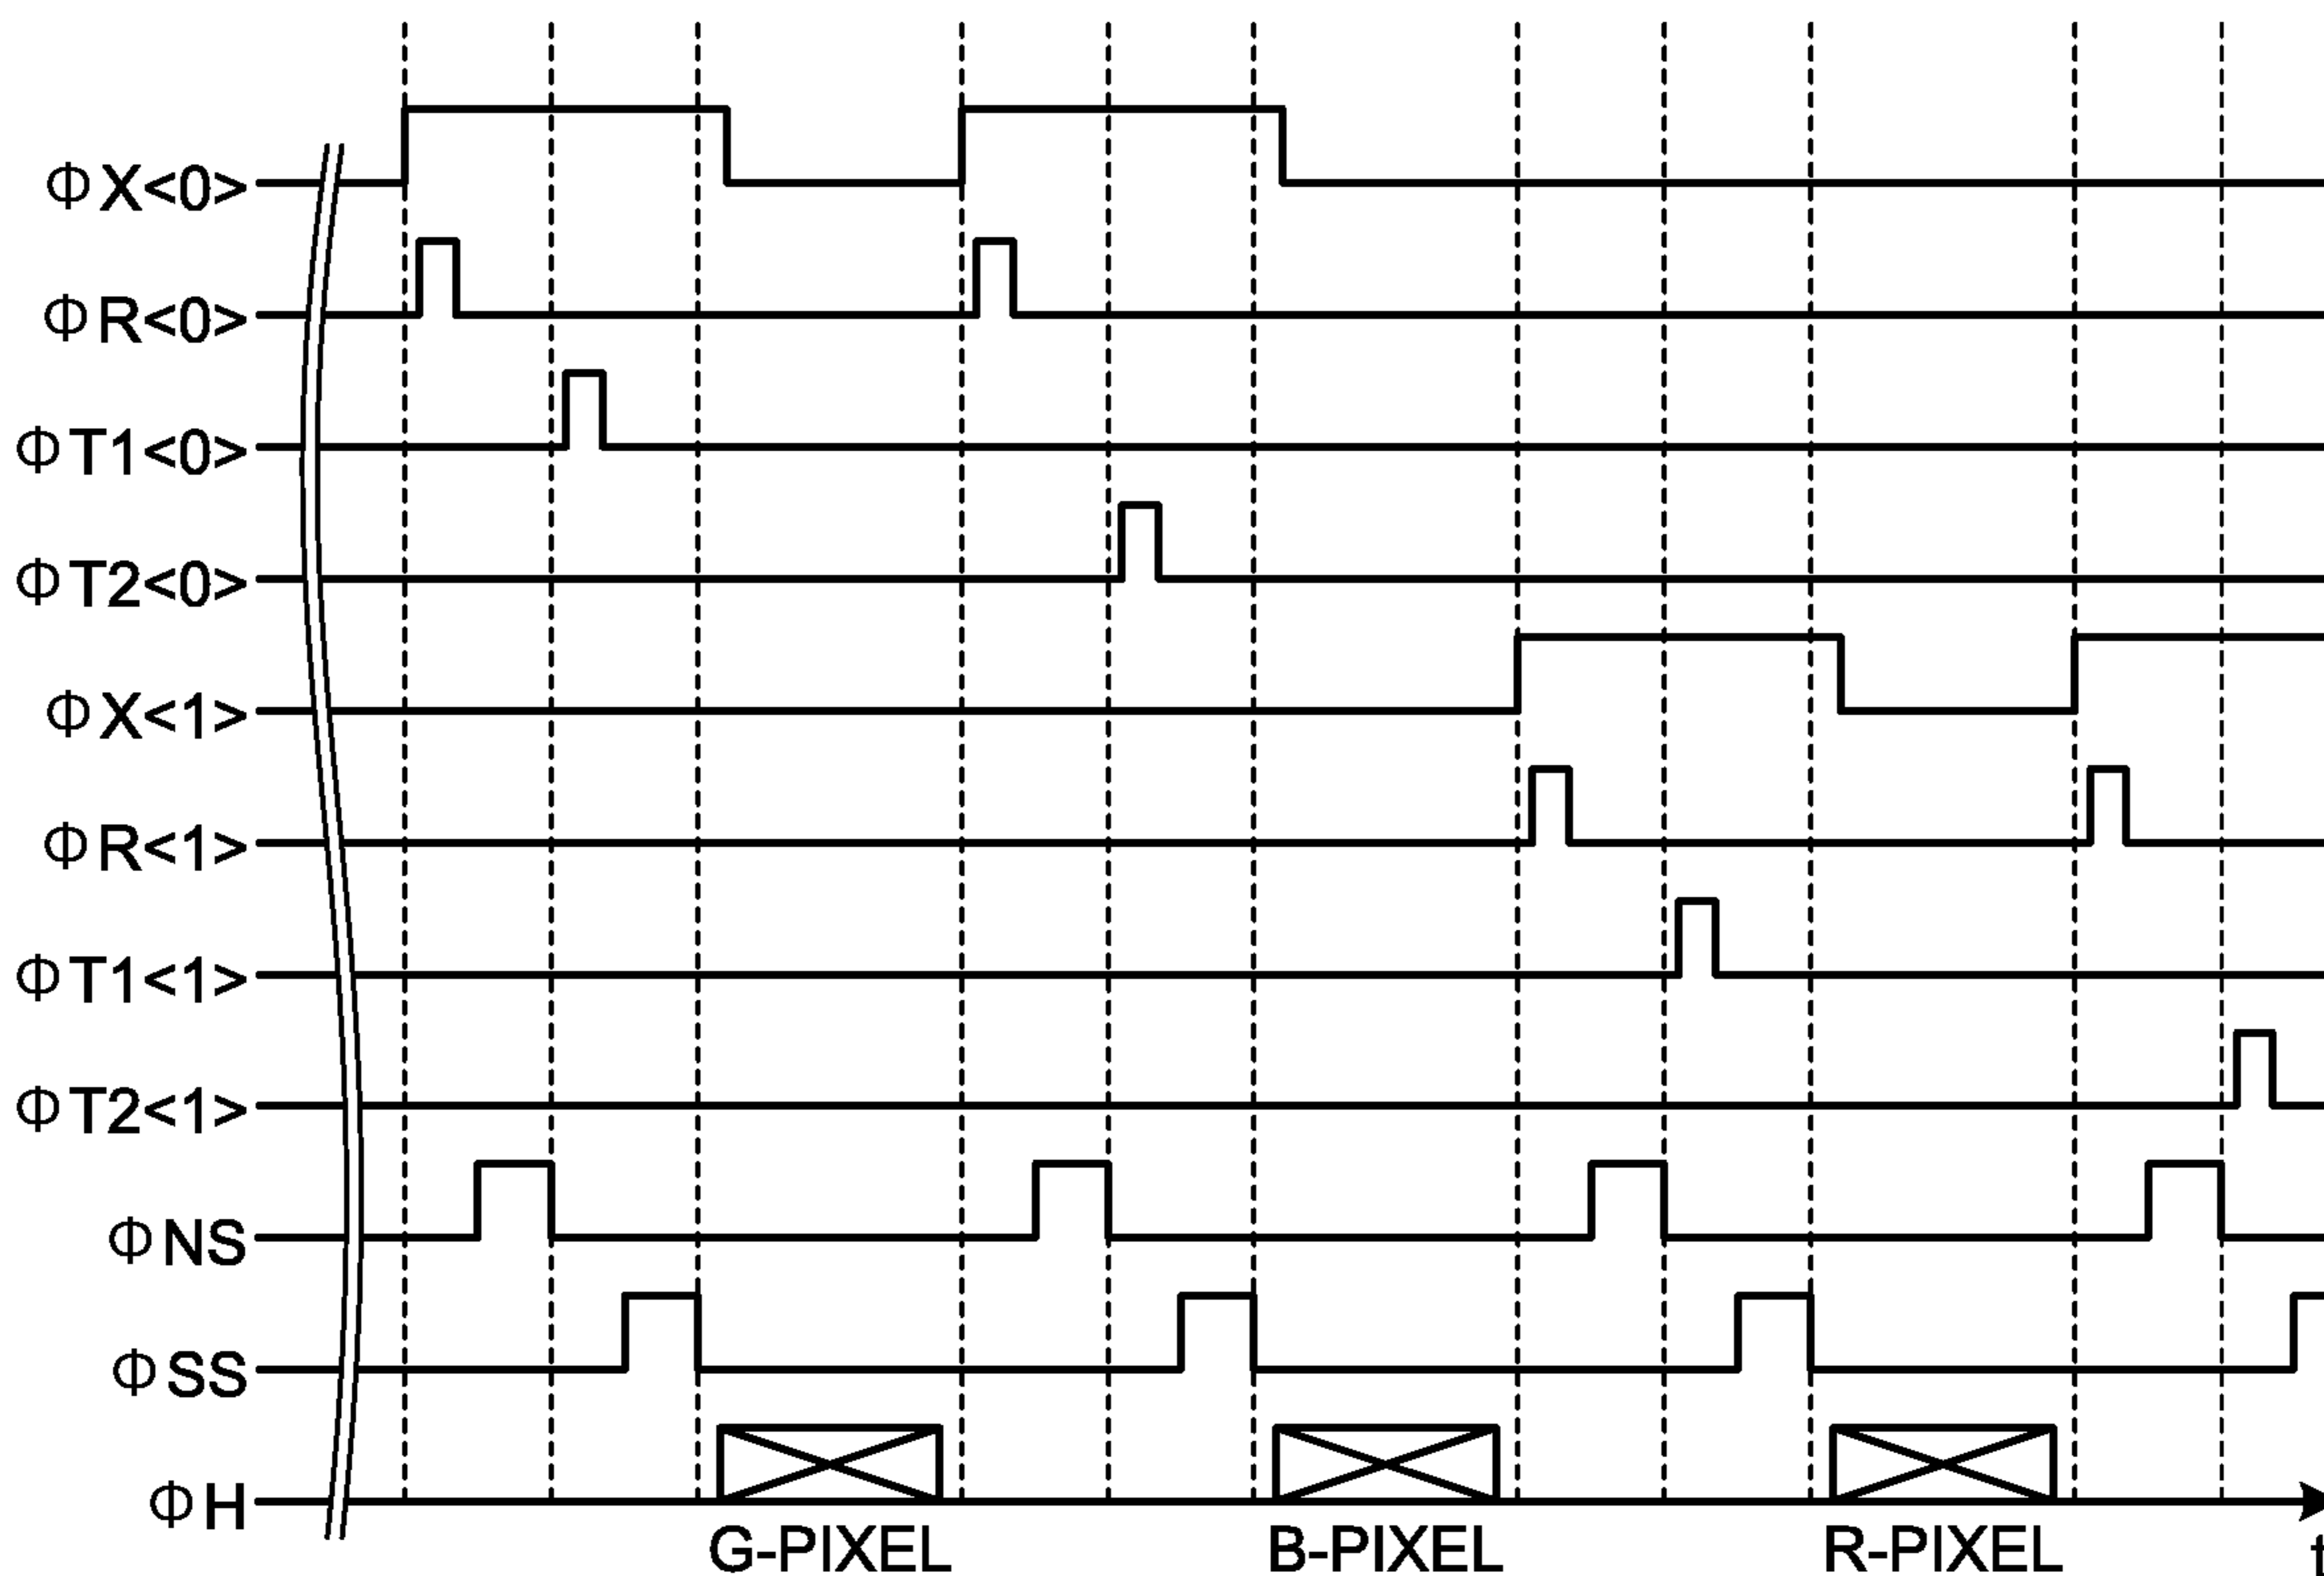 ΦX<0>
ΦR<0>
ΦT1<0>
ΦT2<0>
ΦX<1>
ΦR<1>
ΦT1<1>
ΦT2<1>
ΦNS
ΦSS
ΦH
G-PIXEL B-PIXEL R-PIXEL t